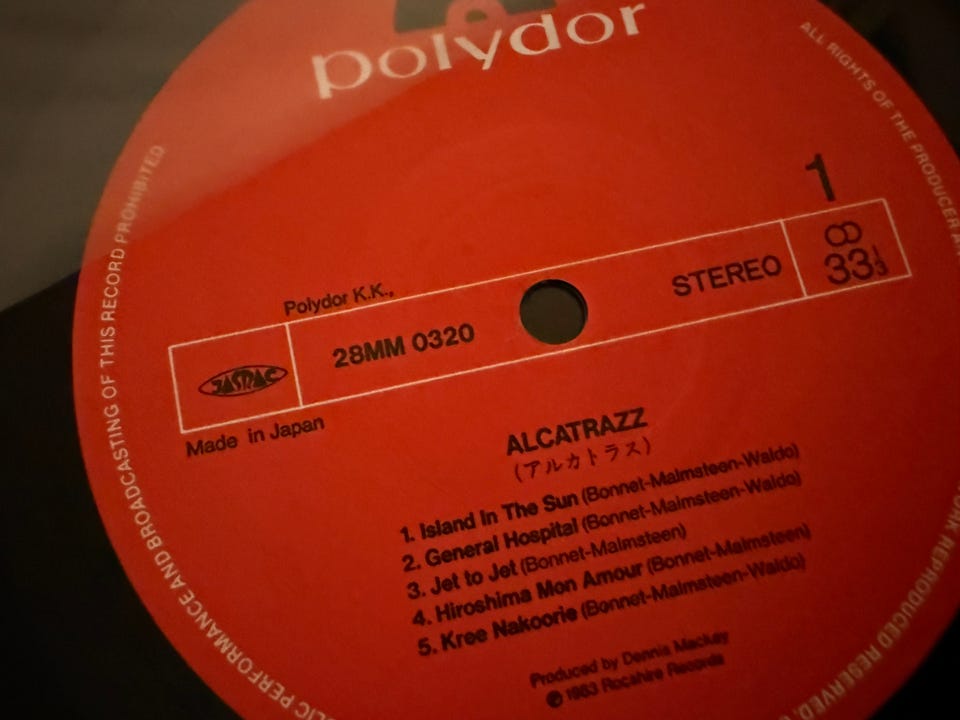 polydor
ALL RIGHTS OF THE PRODUCER
1
Polydor K.K.,
JASRAC
28MM 0320
STEREO
33⅓
Made in Japan
ALCATRAZZ
(アルカトラス)
1. Island In The Sun (Bonnet-Malmsteen-Waldo)
2. General Hospital (Bonnet-Malmsteen-Waldo)
3. Jet to Jet (Bonnet-Malmsteen)
4. Hiroshima Mon Amour (Bonnet-Malmsteen)
5. Kree Nakoorie (Bonnet-Malmsteen-Waldo)
Produced by Dennis Mackay
℗ 1983 Rocshire Records
REPRODUCED RESERVED.
PERFORMANCE AND BROADCASTING OF THIS RECORD PROHIBITED